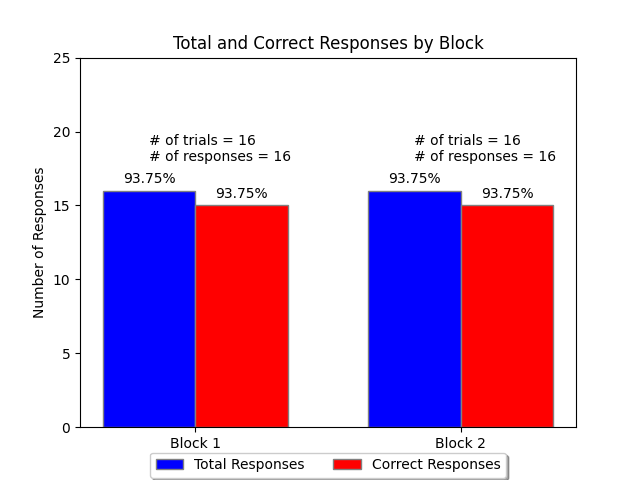 Total and Correct Responses by Block
25
20
15
10
5
0
Number of Responses
# of trials = 16
# of responses = 16
93.75%
93.75%
# of trials = 16
# of responses = 16
93.75%
93.75%
Block 1
Block 2
Total Responses
Correct Responses